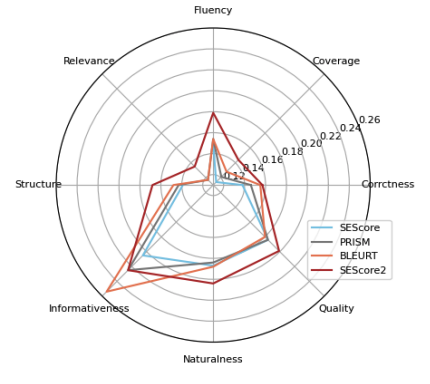 Fluency
Relevance
Coverage
0.26
0.24
0.22
0.20
0.18
0.16
0.14
0.12
Structure
Corrctness
SEScore
PRISM
BLEURT
SEScore2
Informativeness
Quality
Naturalness